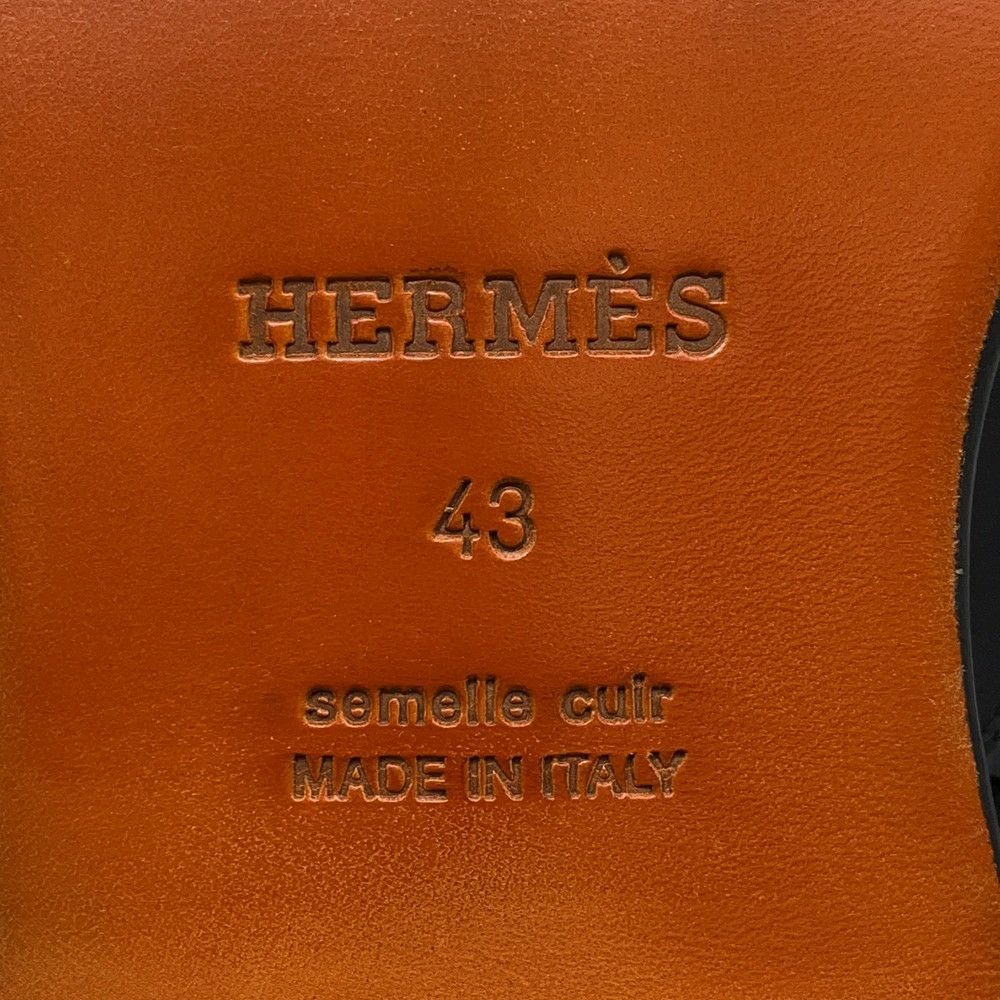 HERMÈS
43
semelle cuir
MADE IN ITALY